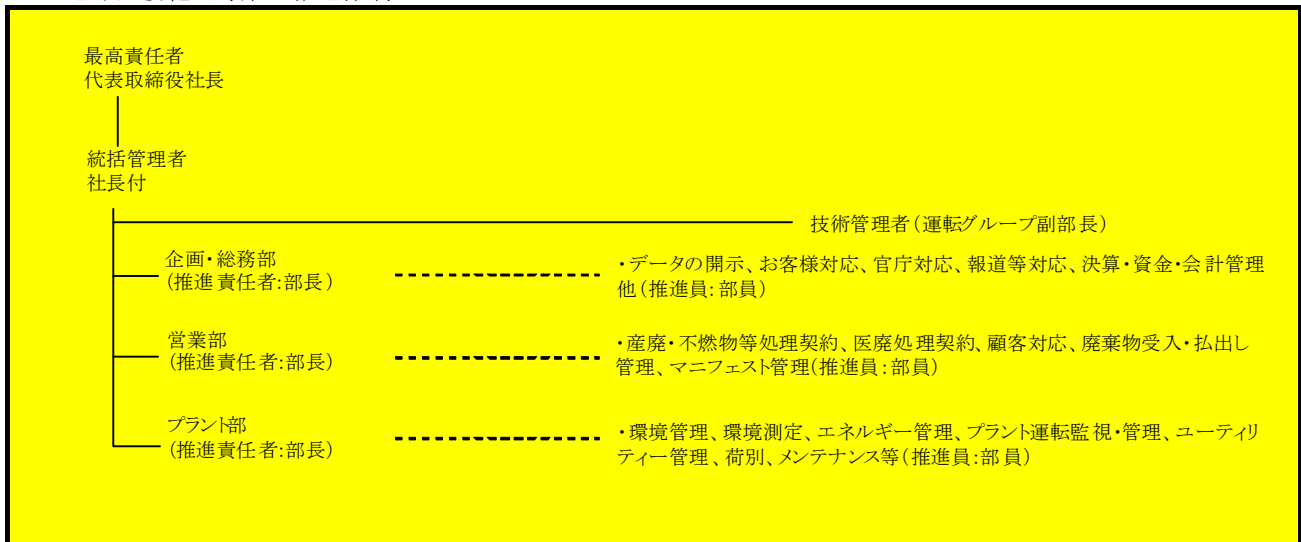 最高責任者
代表取締役社長
統括管理者
社長付
技術管理者(運転グループ副部長)
企画・総務部
(推進責任者:部長)
・データの開示、お客様対応、官庁対応、報道等対応、決算・資金・会計管理
他(推進員:部員)
営業部
(推進責任者:部長)
・産廃・不燃物等処理契約、医廃処理契約、顧客対応、廃棄物受入・払出し
管理、マニフェスト管理(推進員:部員)
プラント部
(推進責任者:部長)
・環境管理、環境測定、エネルギー管理、プラント運転監視・管理、ユーティリ
ティー管理、荷別、メンテナンス等(推進員:部員)